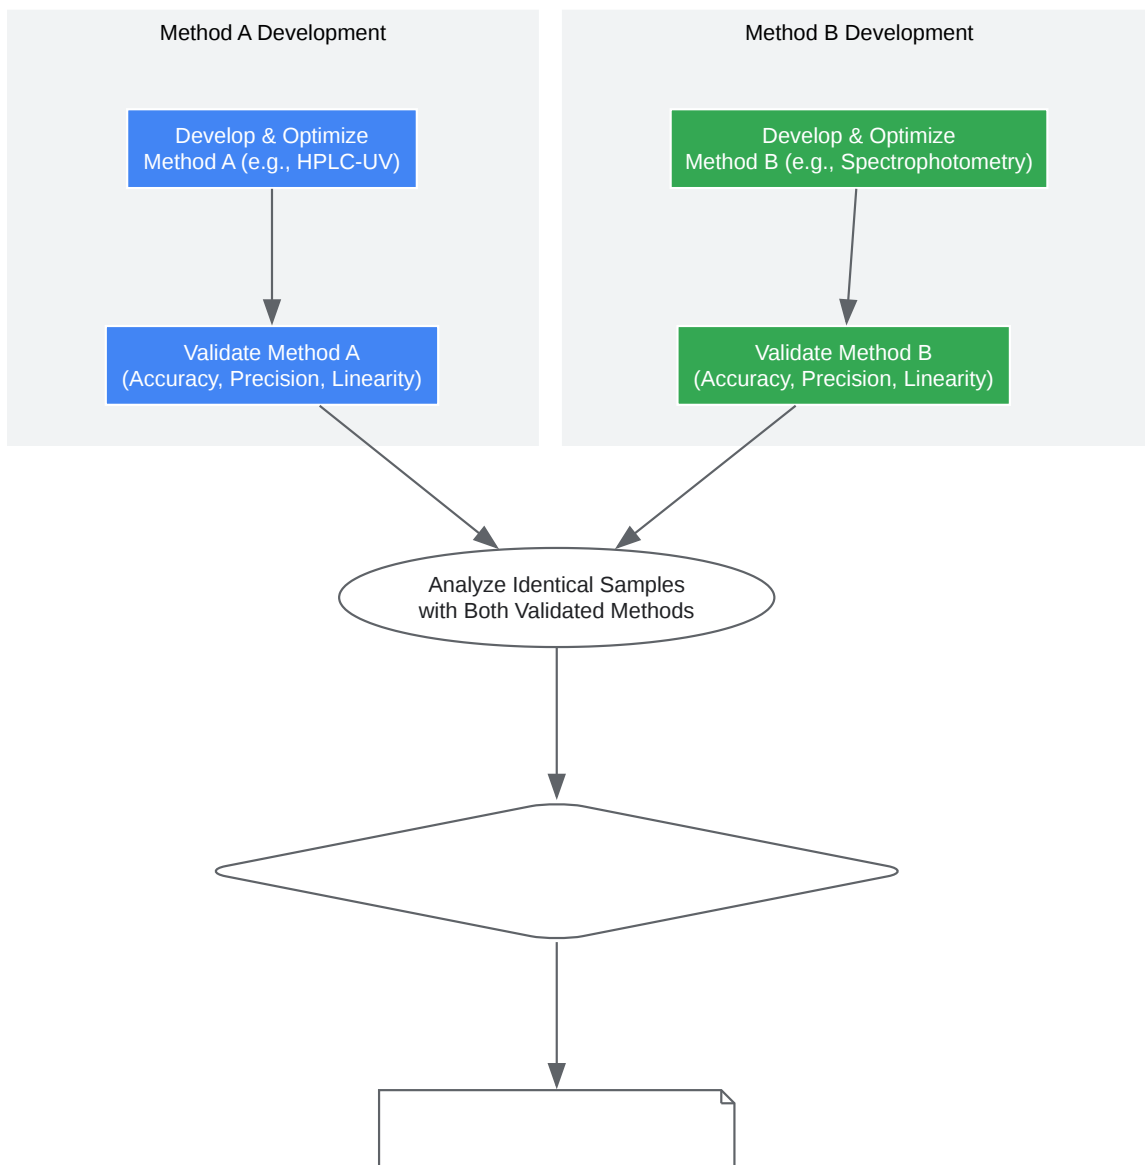 Method A Development
Method B Development
Develop & Optimize
Method A (e.g., HPLC-UV)
Develop & Optimize
Method B (e.g., Spectrophotometry)
Validate Method A
(Accuracy, Precision, Linearity)
Validate Method B
(Accuracy, Precision, Linearity)
Analyze Identical Samples
with Both Validated Methods